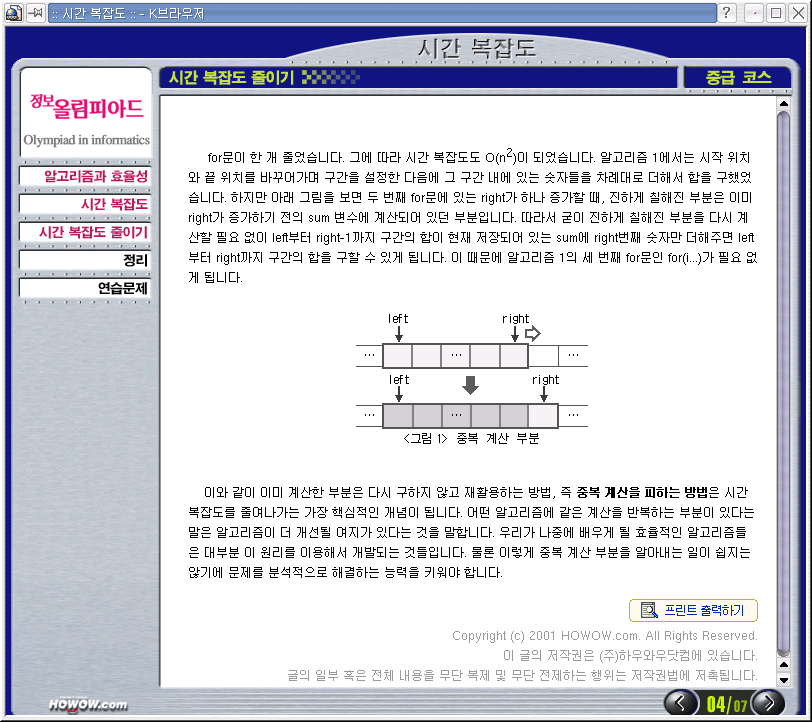 :: 시간 복잡도 :: - K브라우저
시간 복잡도
정보올림피아드
Olympiad in informatics
알고리즘과 효율성
시간 복잡도
시간 복잡도 줄이기
정리
연습문제
시간 복잡도 줄이기
중급 코스
for문이 한 개 줄었습니다. 그에 따라 시간 복잡도도 O(n²)이 되었습니다. 알고리즘 1에서는 시작 위치
와 끝 위치를 바꾸어가며 구간을 설정한 다음에 그 구간 내에 있는 숫자들을 차례대로 더해서 합을 구했었
습니다. 하지만 아래 그림을 보면 두 번째 for문에 있는 right가 하나 증가할 때, 진하게 칠해진 부분은 이미
right가 증가하기 전의 sum 변수에 계산되어 있던 부분입니다. 따라서 굳이 진하게 칠해진 부분을 다시 계
산할 필요 없이 left부터 right-1까지 구간의 합이 현재 저장되어 있는 sum에 right번째 숫자만 더해주면 left
부터 right까지 구간의 합을 구할 수 있게 됩니다. 이 때문에 알고리즘 1의 세 번째 for문인 for(i...)가 필요 없
게 됩니다.
left right
... ... ...
left right
... ... ...
<그림 1> 중복 계산 부분
이와 같이 이미 계산한 부분은 다시 구하지 않고 재활용하는 방법, 즉 중복 계산을 피하는 방법은 시간
복잡도를 줄여나가는 가장 핵심적인 개념이 됩니다. 어떤 알고리즘에 같은 계산을 반복하는 부분이 있다는
말은 알고리즘이 더 개선될 여지가 있다는 것을 말합니다. 우리가 나중에 배우게 될 효율적인 알고리즘들
은 대부분 이 원리를 이용해서 개발되는 것들입니다. 물론 이렇게 중복 계산 부분을 알아내는 일이 쉽지는
않기에 문제를 분석적으로 해결하는 능력을 키워야 합니다.
프린트 출력하기
Copyright (c) 2001 HOWOW.com. All Rights Reserved.
이 글의 저작권은 (주)하우와우닷컴에 있습니다.
글의 일부 혹은 전체 내용을 무단 복제 및 무단 전제하는 행위는 저작권법에 저촉됩니다.
HOWOW.com
04/07